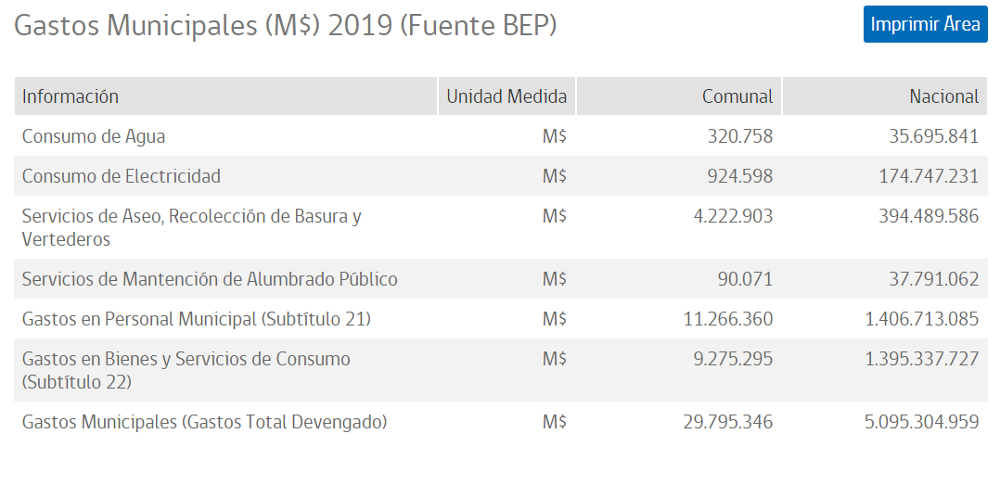 Gastos Municipales (M$) 2019 (Fuente BEP)
Imprimir Area
Información Unidad Medida Comunal Nacional
Consumo de Agua M$ 320.758 35.695.841
Consumo de Electricidad M$ 924.598 174.747.231
Servicios de Aseo, Recolección de Basura y M$ 4.222.903 394.489.586
Vertederos
Servicios de Mantención de Alumbrado Público M$ 90.071 37.791.062
Gastos en Personal Municipal (Subtítulo 21) M$ 11.266.360 1.406.713.085
Gastos en Bienes y Servicios de Consumo M$ 9.275.295 1.395.337.727
(Subtítulo 22)
Gastos Municipales (Gastos Total Devengado) M$ 29.795.346 5.095.304.959